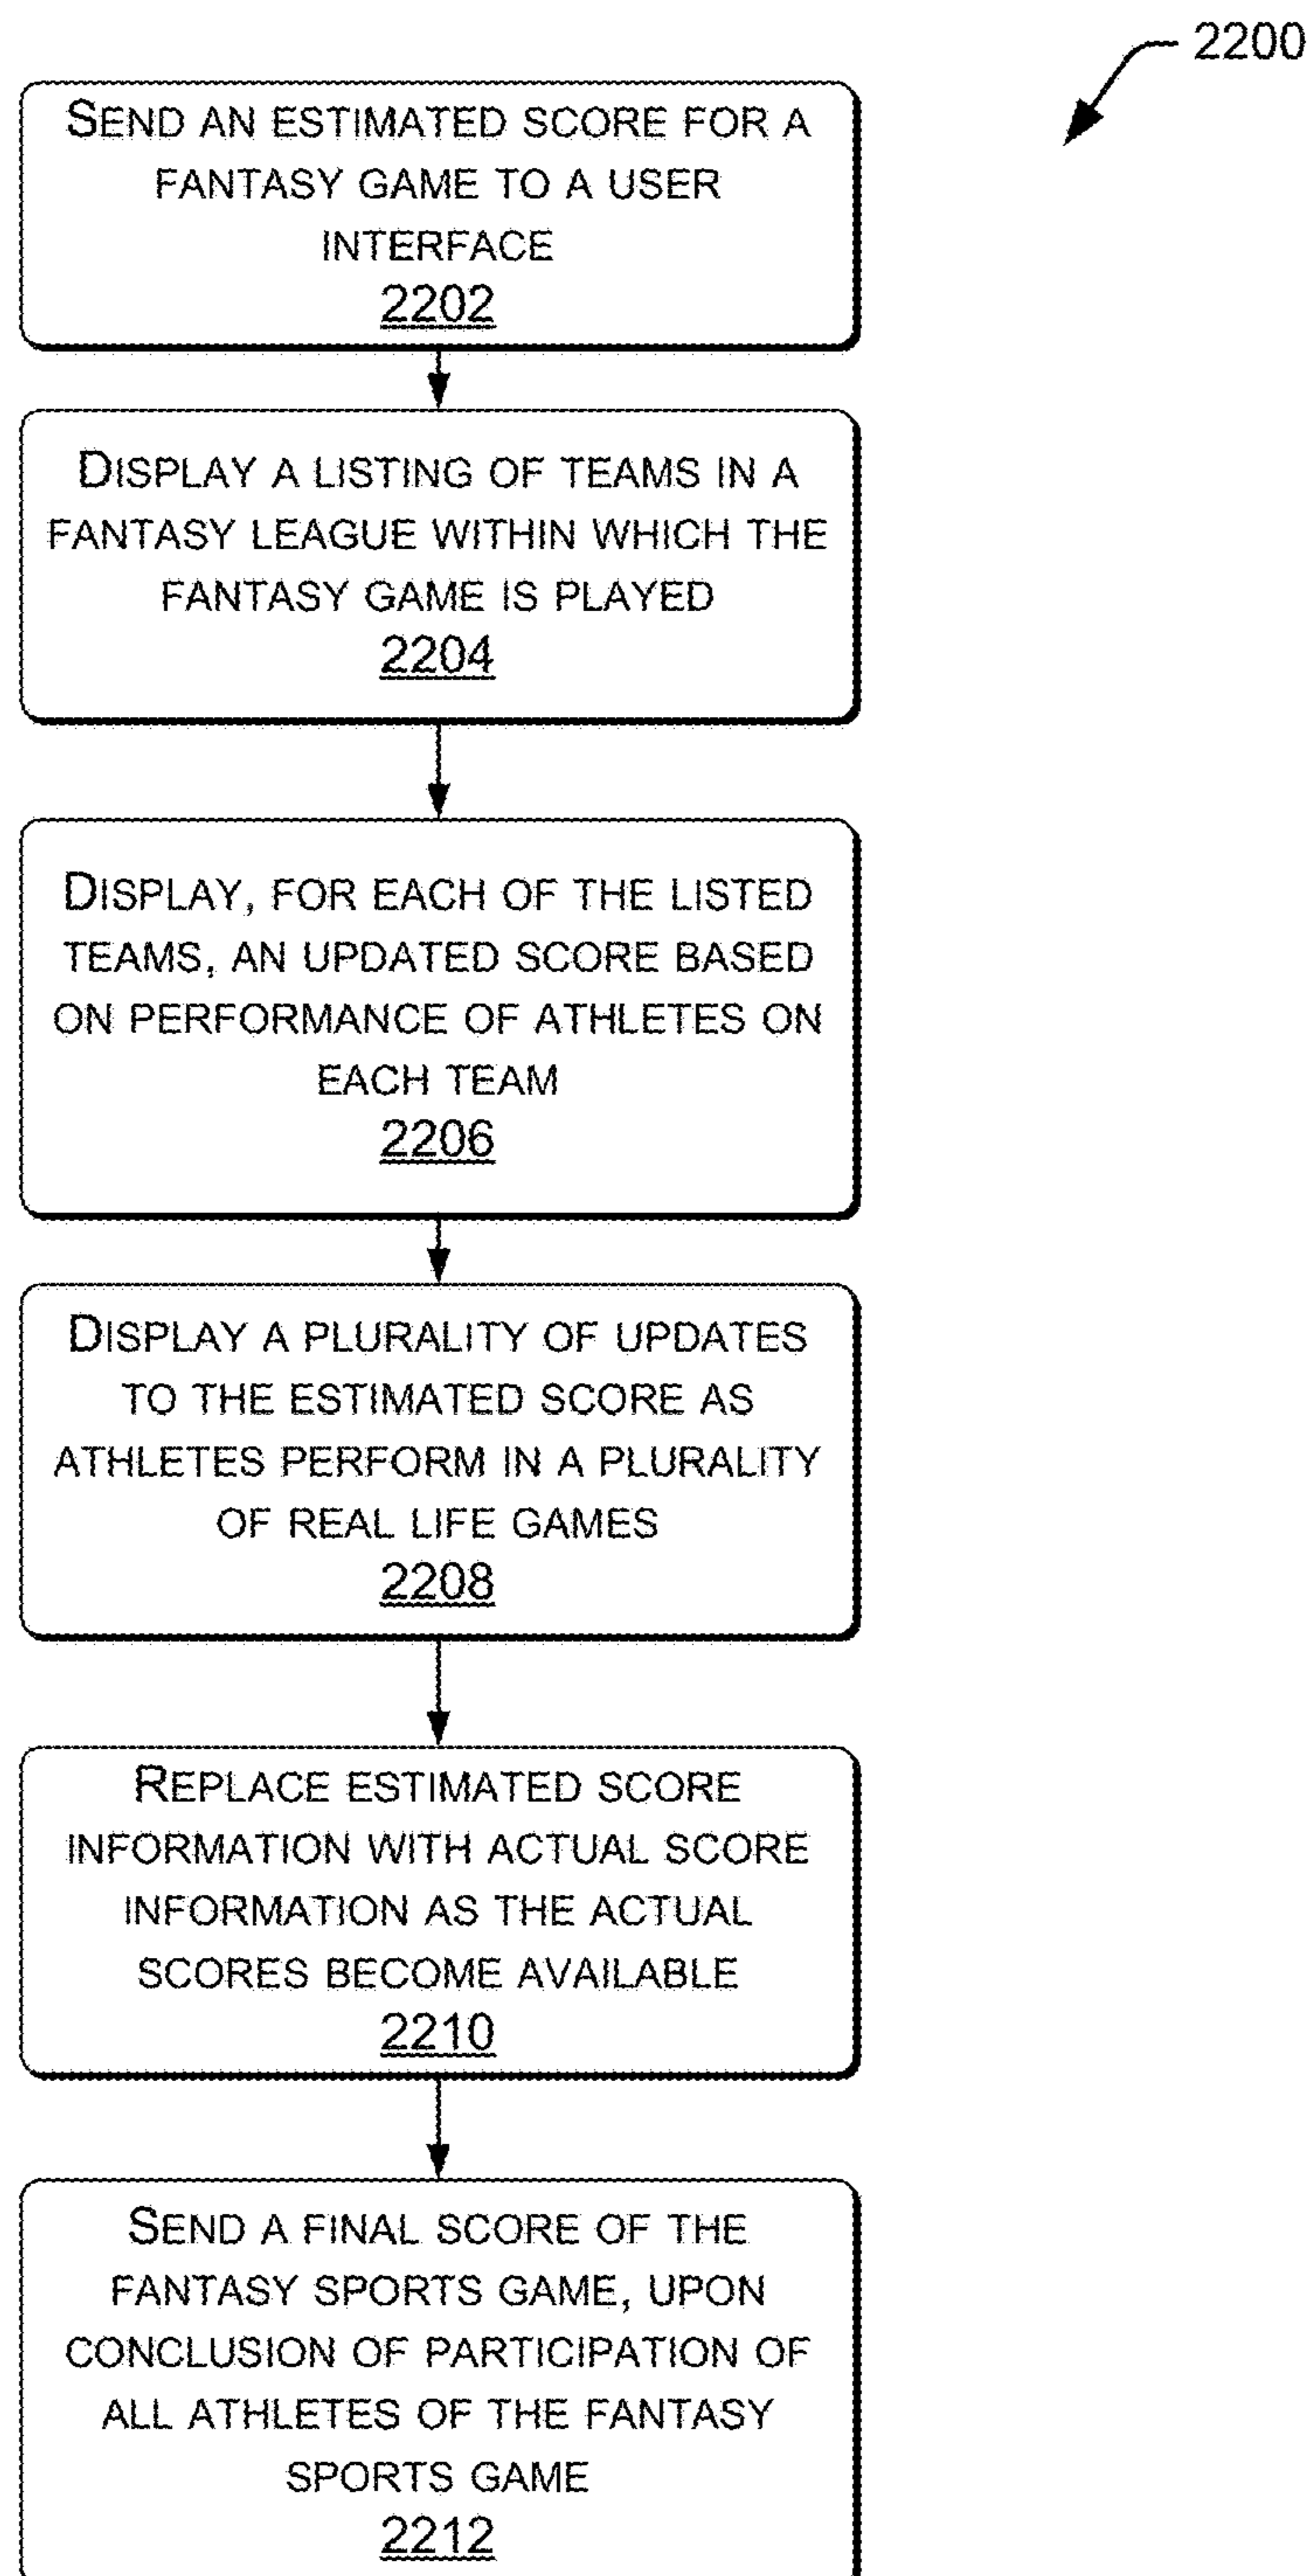 2200
SEND AN ESTIMATED SCORE FOR A
FANTASY GAME TO A USER
INTERFACE
2202
DISPLAY A LISTING OF TEAMS IN A
FANTASY LEAGUE WITHIN WHICH THE
FANTASY GAME IS PLAYED
2204
DISPLAY, FOR EACH OF THE LISTED
TEAMS, AN UPDATED SCORE BASED
ON PERFORMANCE OF ATHLETES ON
EACH TEAM
2206
DISPLAY A PLURALITY OF UPDATES
TO THE ESTIMATED SCORE AS
ATHLETES PERFORM IN A PLURALITY
OF REAL LIFE GAMES
2208
REPLACE ESTIMATED SCORE
INFORMATION WITH ACTUAL SCORE
INFORMATION AS THE ACTUAL
SCORES BECOME AVAILABLE
2210
SEND A FINAL SCORE OF THE
FANTASY SPORTS GAME, UPON
CONCLUSION OF PARTICIPATION OF
ALL ATHLETES OF THE FANTASY
SPORTS GAME
2212